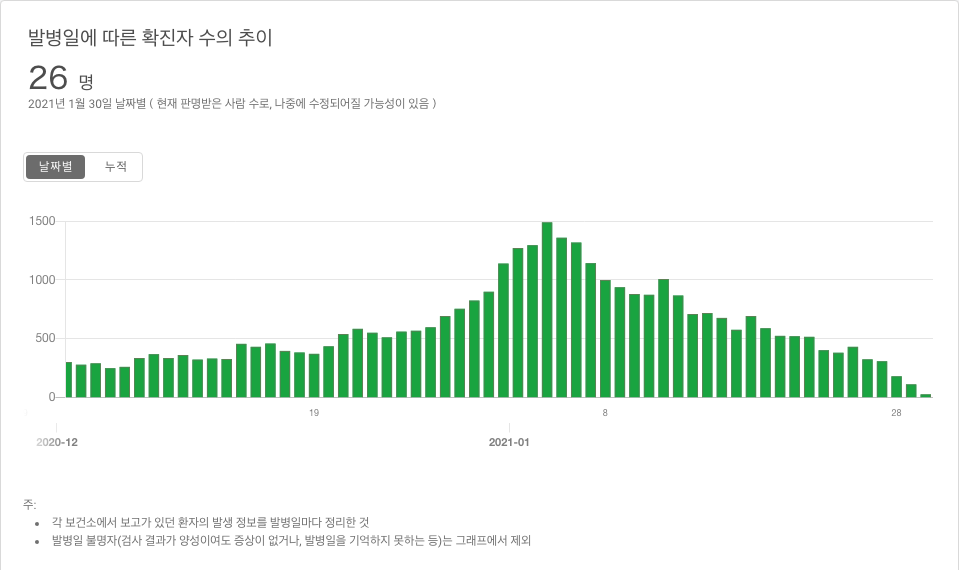 발병일에 따른 확진자 수의 추이
26 명
2021년 1월 30일 날짜별 ( 현재 판명받은 사람 수로, 나중에 수정되어질 가능성이 있음 )
날짜별 누적
1500
1000
500
0
19 8 28
2020-12 2021-01
주:
• 각 보건소에서 보고가 있던 환자의 발생 정보를 발병일마다 정리한 것
• 발병일 불명자(검사 결과가 양성이여도 증상이 없거나, 발병일을 기억하지 못하는 등)는 그래프에서 제외